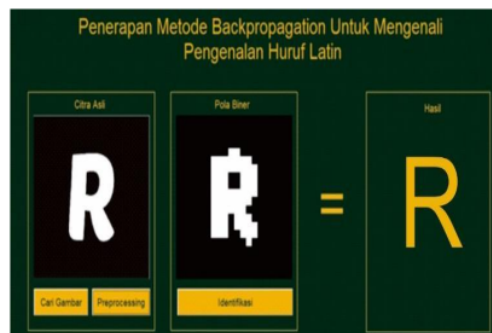 Penerapan Metode Backpropagation Untuk Mengenali
Pengenalan Huruf Latin
Citra Asli
Pola Biner
Hasil
R
R
=
R
Cari Gambar
Preprocessing
Identifikasi